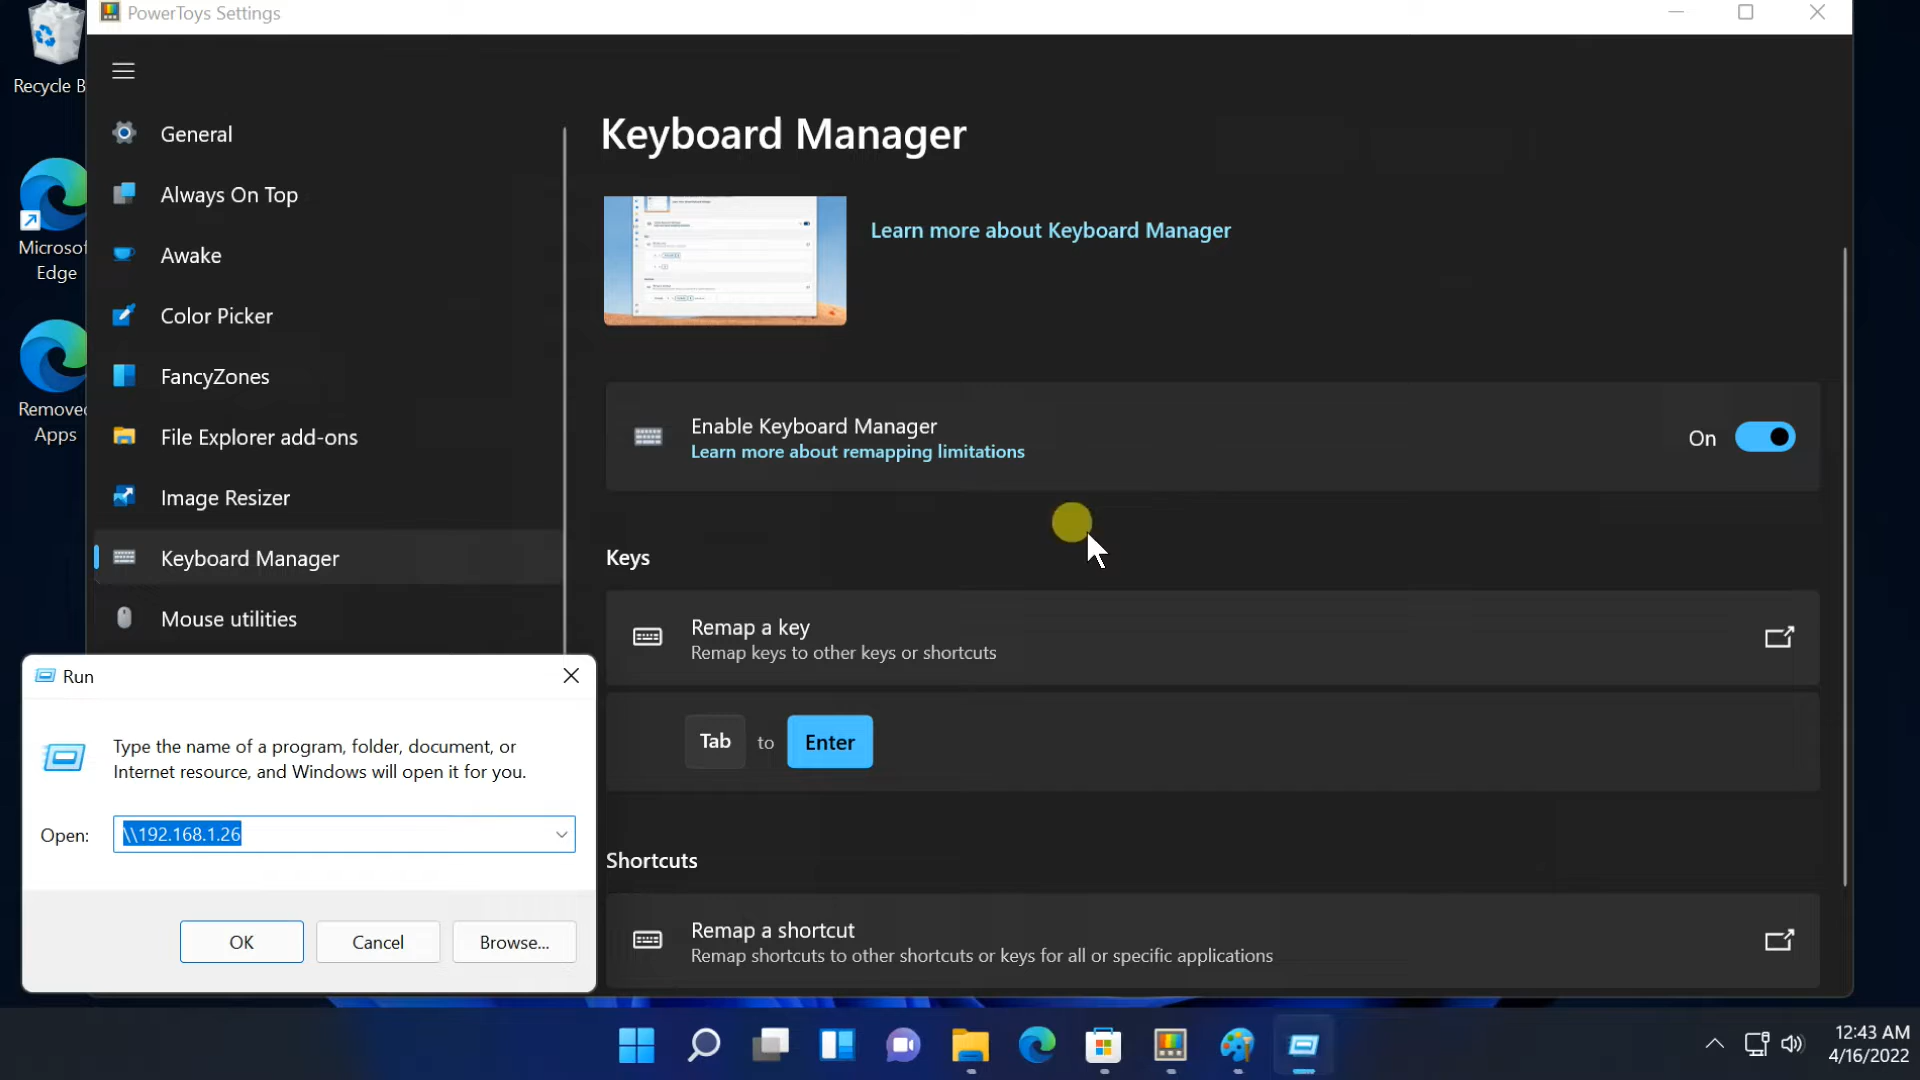 PowerToys Settings
Recycle B
Microsof
Edge
Removed
Apps
General
Always On Top
Awake
Color Picker
FancyZones
File Explorer add-ons
Image Resizer
Keyboard Manager
Mouse utilities
Keyboard Manager
Learn more about Keyboard Manager
Enable Keyboard Manager
Learn more about remapping limitations
On
Keys
Remap a key
Remap keys to other keys or shortcuts
Tab to Enter
Shortcuts
Remap a shortcut
Remap shortcuts to other shortcuts or keys for all or specific applications
Run
Type the name of a program, folder, document, or
Internet resource, and Windows will open it for you.
Open: \\192.168.1.26
OK Cancel Browse...
12:43 AM
4/16/2022